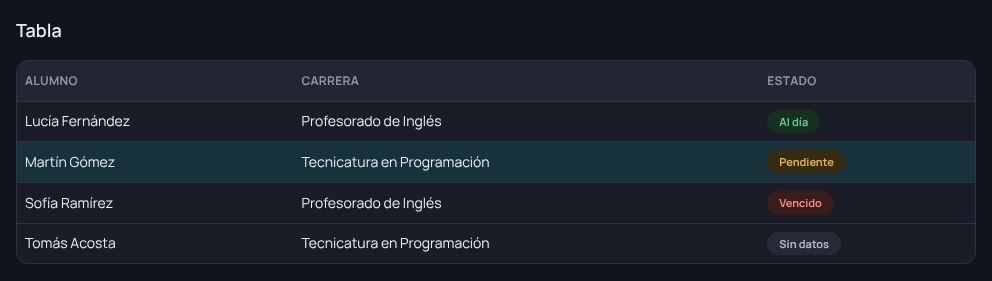 Tabla
ALUMNO CARRERA ESTADO
Lucía Fernández Profesorado de Inglés Al día
Martín Gómez Tecnicatura en Programación Pendiente
Sofía Ramírez Profesorado de Inglés Vencido
Tomás Acosta Tecnicatura en Programación Sin datos